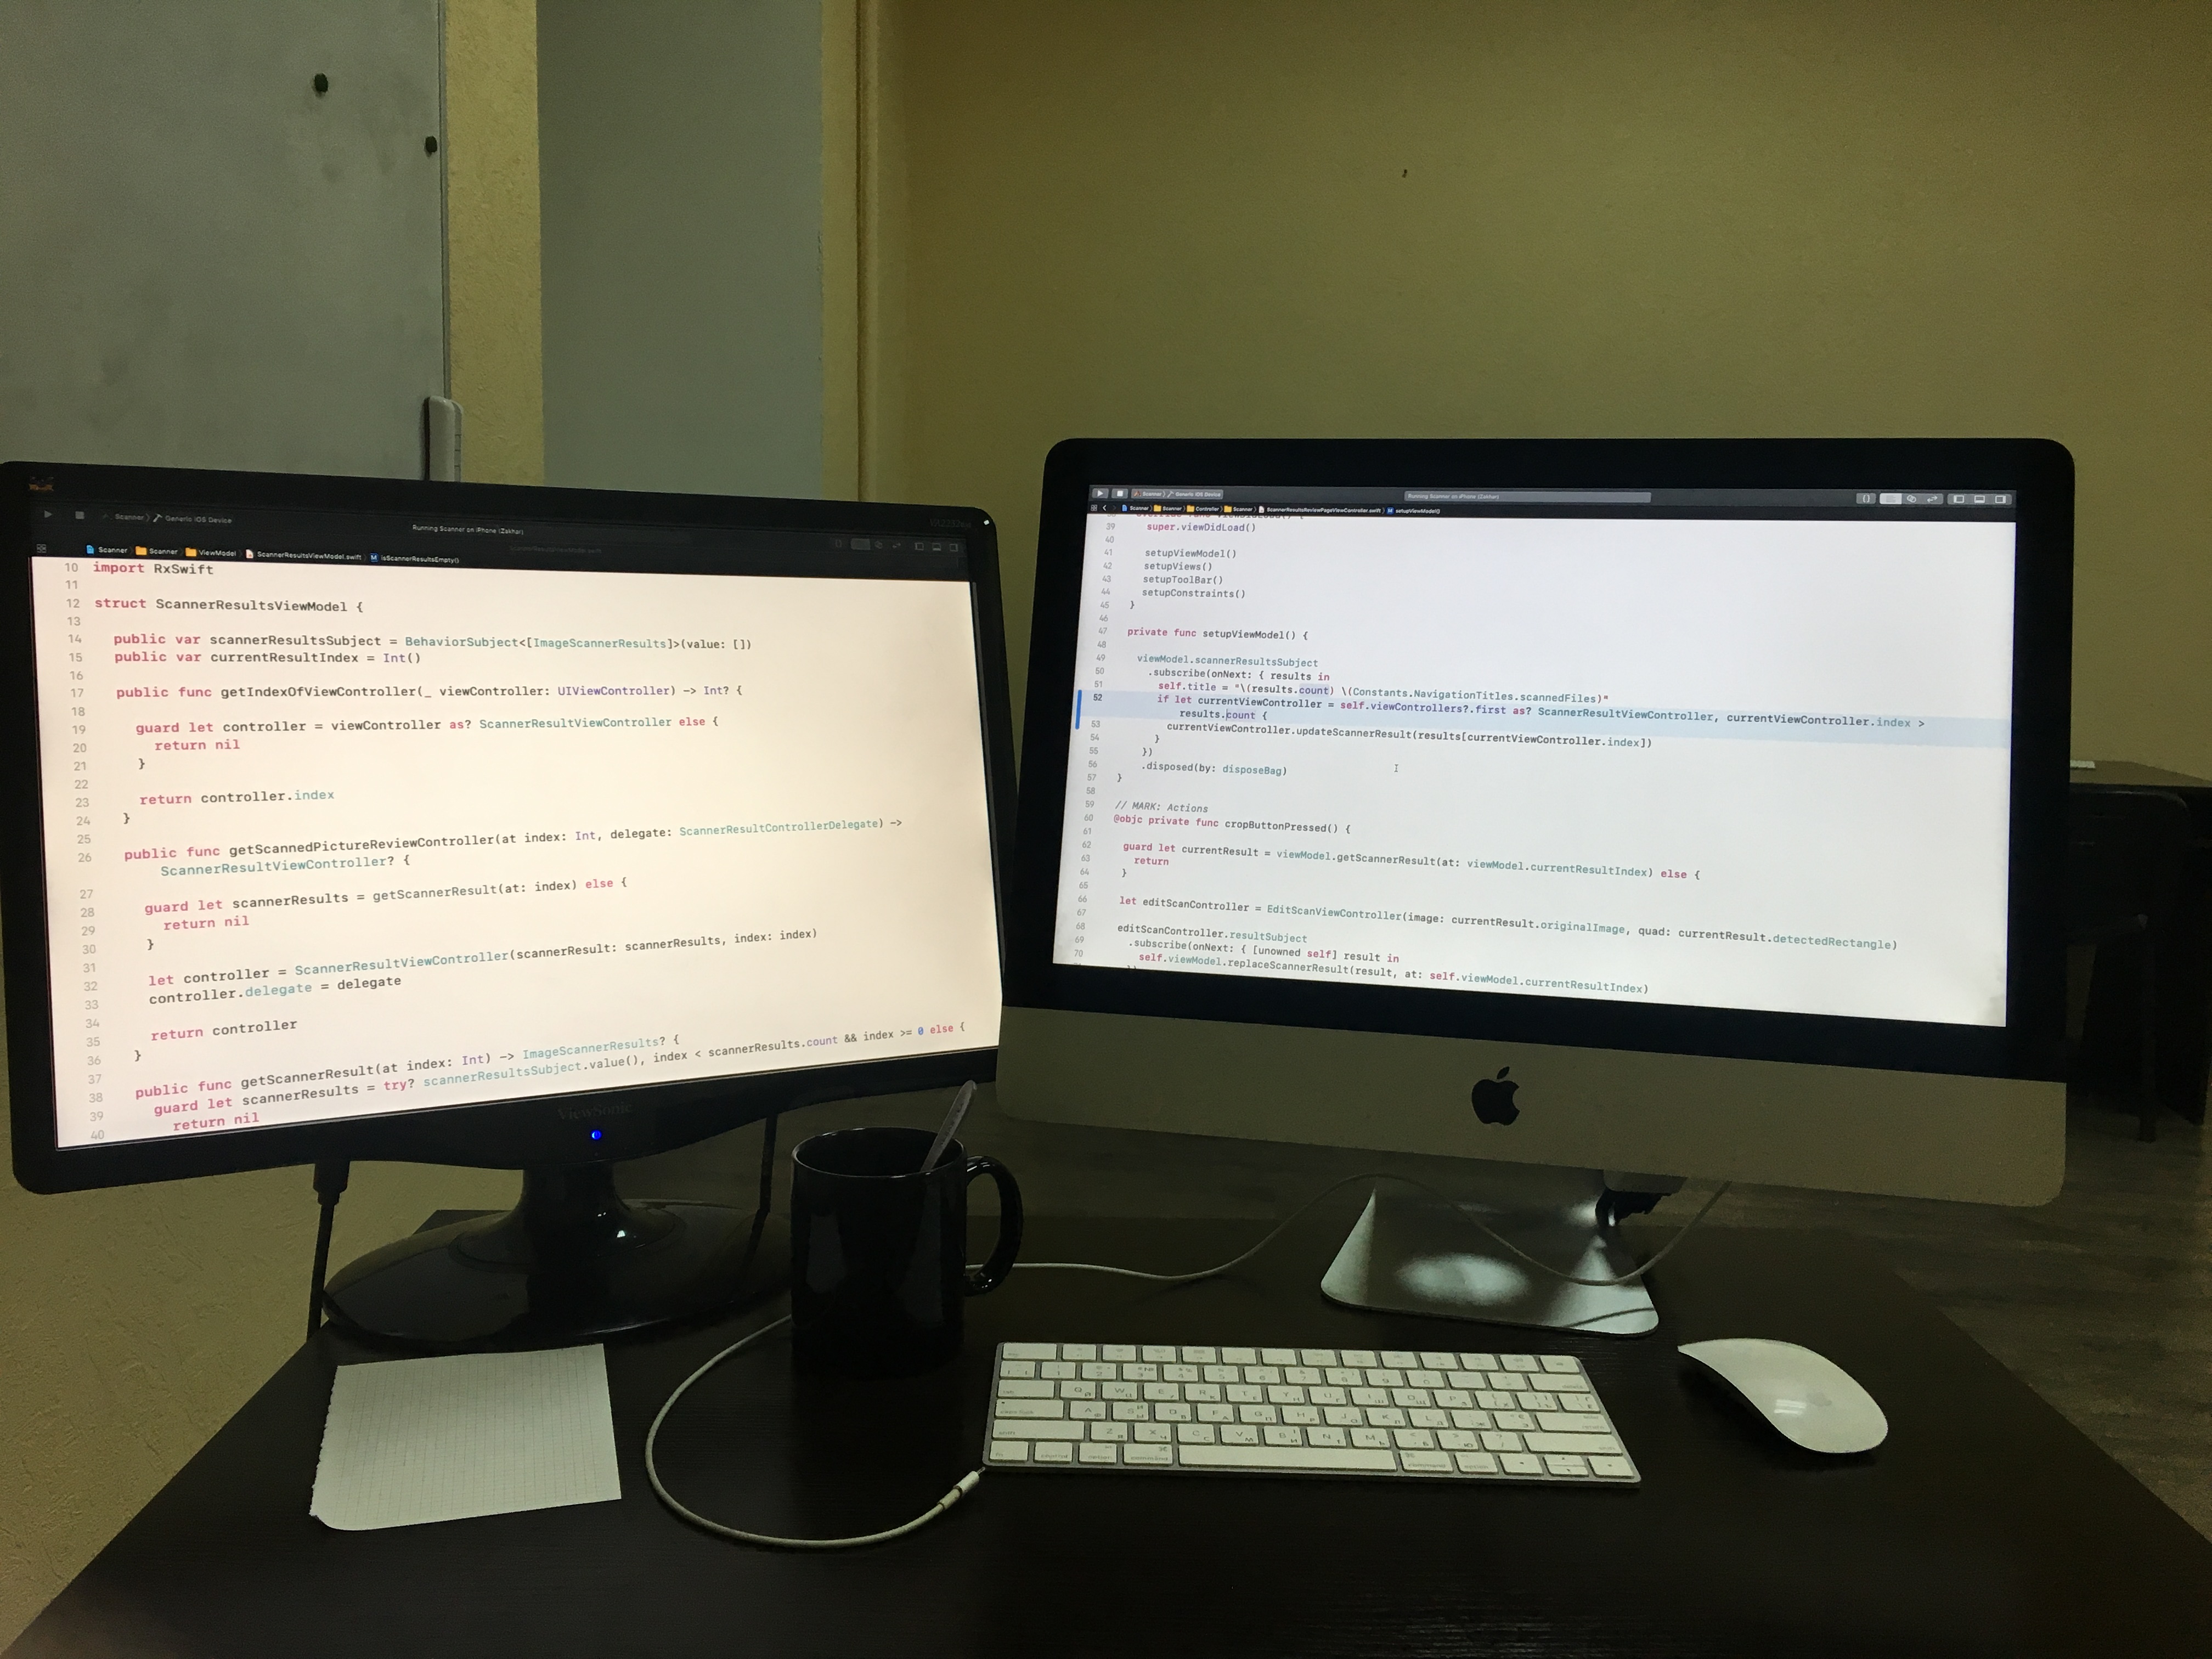 Scanner Generic iOS Device
Running Scanner on iPhone (Zakhar)
Scanner Scanner ViewModel ScannerResultsViewModel.swift M isScannerResultsEmpty()
10 import RxSwift
11
12 struct ScannerResultsViewModel {
13
14 public var scannerResultsSubject = BehaviorSubject<[ImageScannerResults]>(value: [])
15 public var currentResultIndex = Int()
16
17 public func getIndexOfViewController(_ viewController: UIViewController) -> Int? {
18
19 guard let controller = viewController as? ScannerResultViewController else {
20 return nil
21 }
22
23 return controller.index
24 }
25
26 public func getScannedPictureReviewController(at index: Int, delegate: ScannerResultControllerDelegate) ->
ScannerResultViewController? {
27
28 guard let scannerResults = getScannerResult(at: index) else {
29 return nil
30 }
31
32 let controller = ScannerResultViewController(scannerResult: scannerResults, index: index)
33 controller.delegate = delegate
34
35 return controller
36 }
37
38 public func getScannerResult(at index: Int) -> ImageScannerResults? {
39 guard let scannerResults = try? scannerResultsSubject.value(), index < scannerResults.count && index >= 0 else {
40 return nil
ViewSonic
Scanner Generic iOS Device
Running Scanner on iPhone (Zakhar)
Scanner Scanner Controller Scanner ScannerResultsReviewPageViewController.swift M setupViewModel()
39 super.viewDidLoad()
40
41 setupViewModel()
42 setupViews()
43 setupToolBar()
44 setupConstraints()
45 }
46
47 private func setupViewModel() {
48
49 viewModel.scannerResultsSubject
50 .subscribe(onNext: { results in
51 self.title = "\(results.count) \(Constants.NavigationTitles.scannedFiles)"
52 if let currentViewController = self.viewControllers?.first as? ScannerResultViewController, currentViewController.index >
results.count {
53 currentViewController.updateScannerResult(results[currentViewController.index])
54 }
55 })
56 .disposed(by: disposeBag)
57 }
58
59 // MARK: Actions
60 @objc private func cropButtonPressed() {
61
62 guard let currentResult = viewModel.getScannerResult(at: viewModel.currentResultIndex) else {
63 return
64 }
65
66 let editScanController = EditScanViewController(image: currentResult.originalImage, quad: currentResult.detectedRectangle)
67
68 editScanController.resultSubject
69 .subscribe(onNext: { [unowned self] result in
70 self.viewModel.replaceScannerResult(result, at: self.viewModel.currentResultIndex)